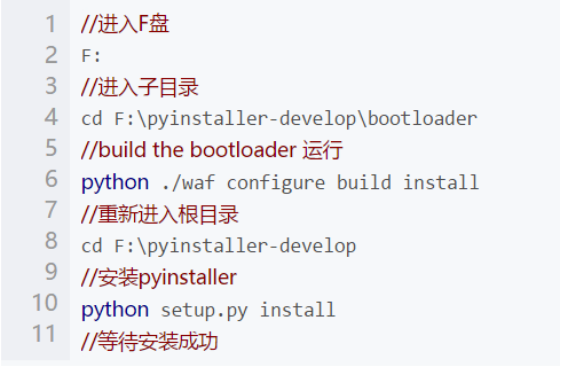 1 //进入F盘
2 F:
3 //进入子目录
4 cd F:\pyinstaller-develop\bootloader
5 //build the bootloader 运行
6 python ./waf configure build install
7 //重新进入根目录
8 cd F:\pyinstaller-develop
9 //安装pyinstaller
10 python setup.py install
11 //等待安装成功